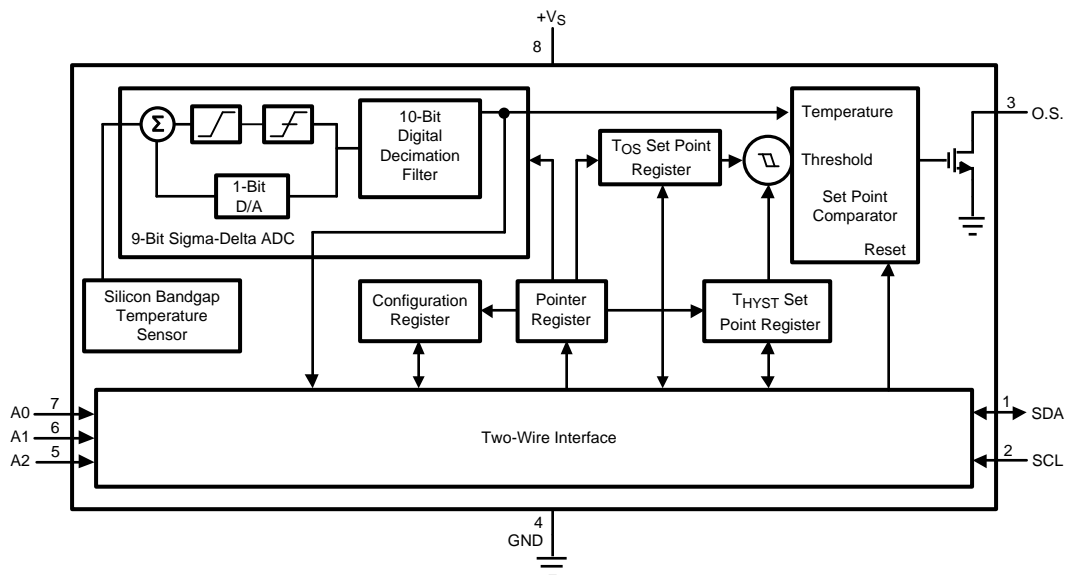 +VS
8
10-Bit
Digital
Decimation
Filter
Σ
1-Bit
D/A
9-Bit Sigma-Delta ADC
Silicon Bandgap
Temperature
Sensor
TOS Set Point
Register
Temperature
Threshold
Set Point
Comparator
Reset
3
O.S.
Configuration
Register
Pointer
Register
THYST Set
Point Register
A0
7
A1
6
A2
5
Two-Wire Interface
1
SDA
2
SCL
4
GND